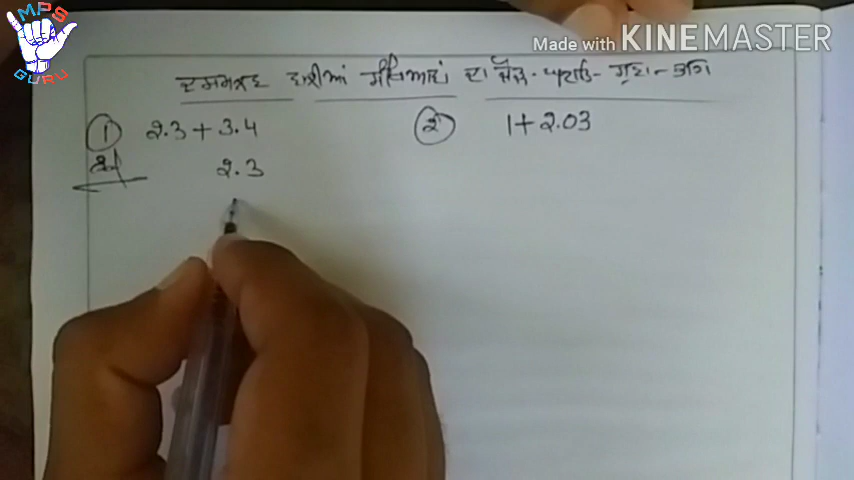 MPS
GURU
Made with KINEMASTER
ਦਸ਼ਮਲਵ ਵਾਲੀਆਂ ਸੰਖਿਆਵਾਂ ਦਾ ਜੋੜ - ਘਟਾਓ - ਗੁਣਾ -
① 2.3 + 3.4
② 1 + 2.03
2.3